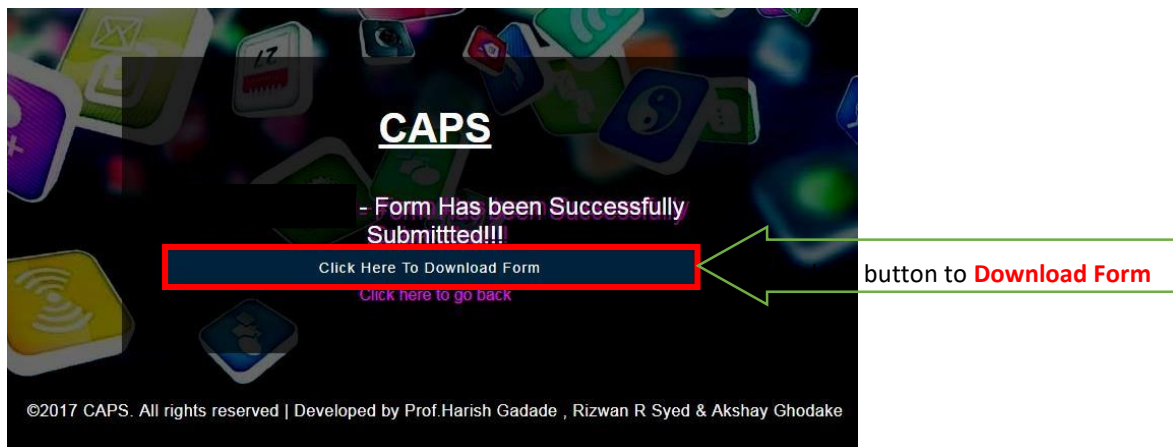 CAPS
- Form Has been Successfully
Submittted!!!
Click Here To Download Form
Click here to go back
button to Download Form
©2017 CAPS. All rights reserved | Developed by Prof.Harish Gadade , Rizwan R Syed & Akshay Ghodake